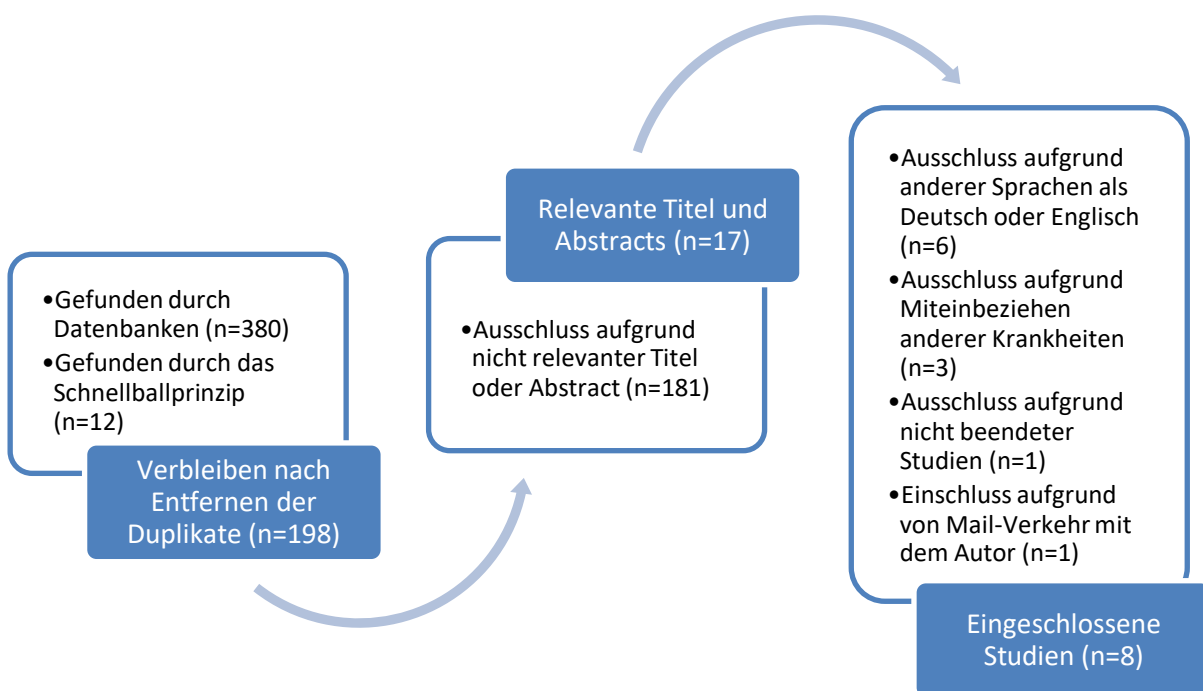 •Gefunden durch
Datenbanken (n=380)
•Gefunden durch das
Schnellballprinzip
(n=12)
Verbleiben nach
Entfernen der
Duplikate (n=198)
Relevante Titel und
Abstracts (n=17)
•Ausschluss aufgrund
nicht relevanter Titel
oder Abstract (n=181)
•Ausschluss aufgrund
anderer Sprachen als
Deutsch oder Englisch
(n=6)
•Ausschluss aufgrund
Miteinbeziehen
anderer Krankheiten
(n=3)
•Ausschluss aufgrund
nicht beendeter
Studien (n=1)
•Einschluss aufgrund
von Mail-Verkehr mit
dem Autor (n=1)
Eingeschlossene
Studien (n=8)